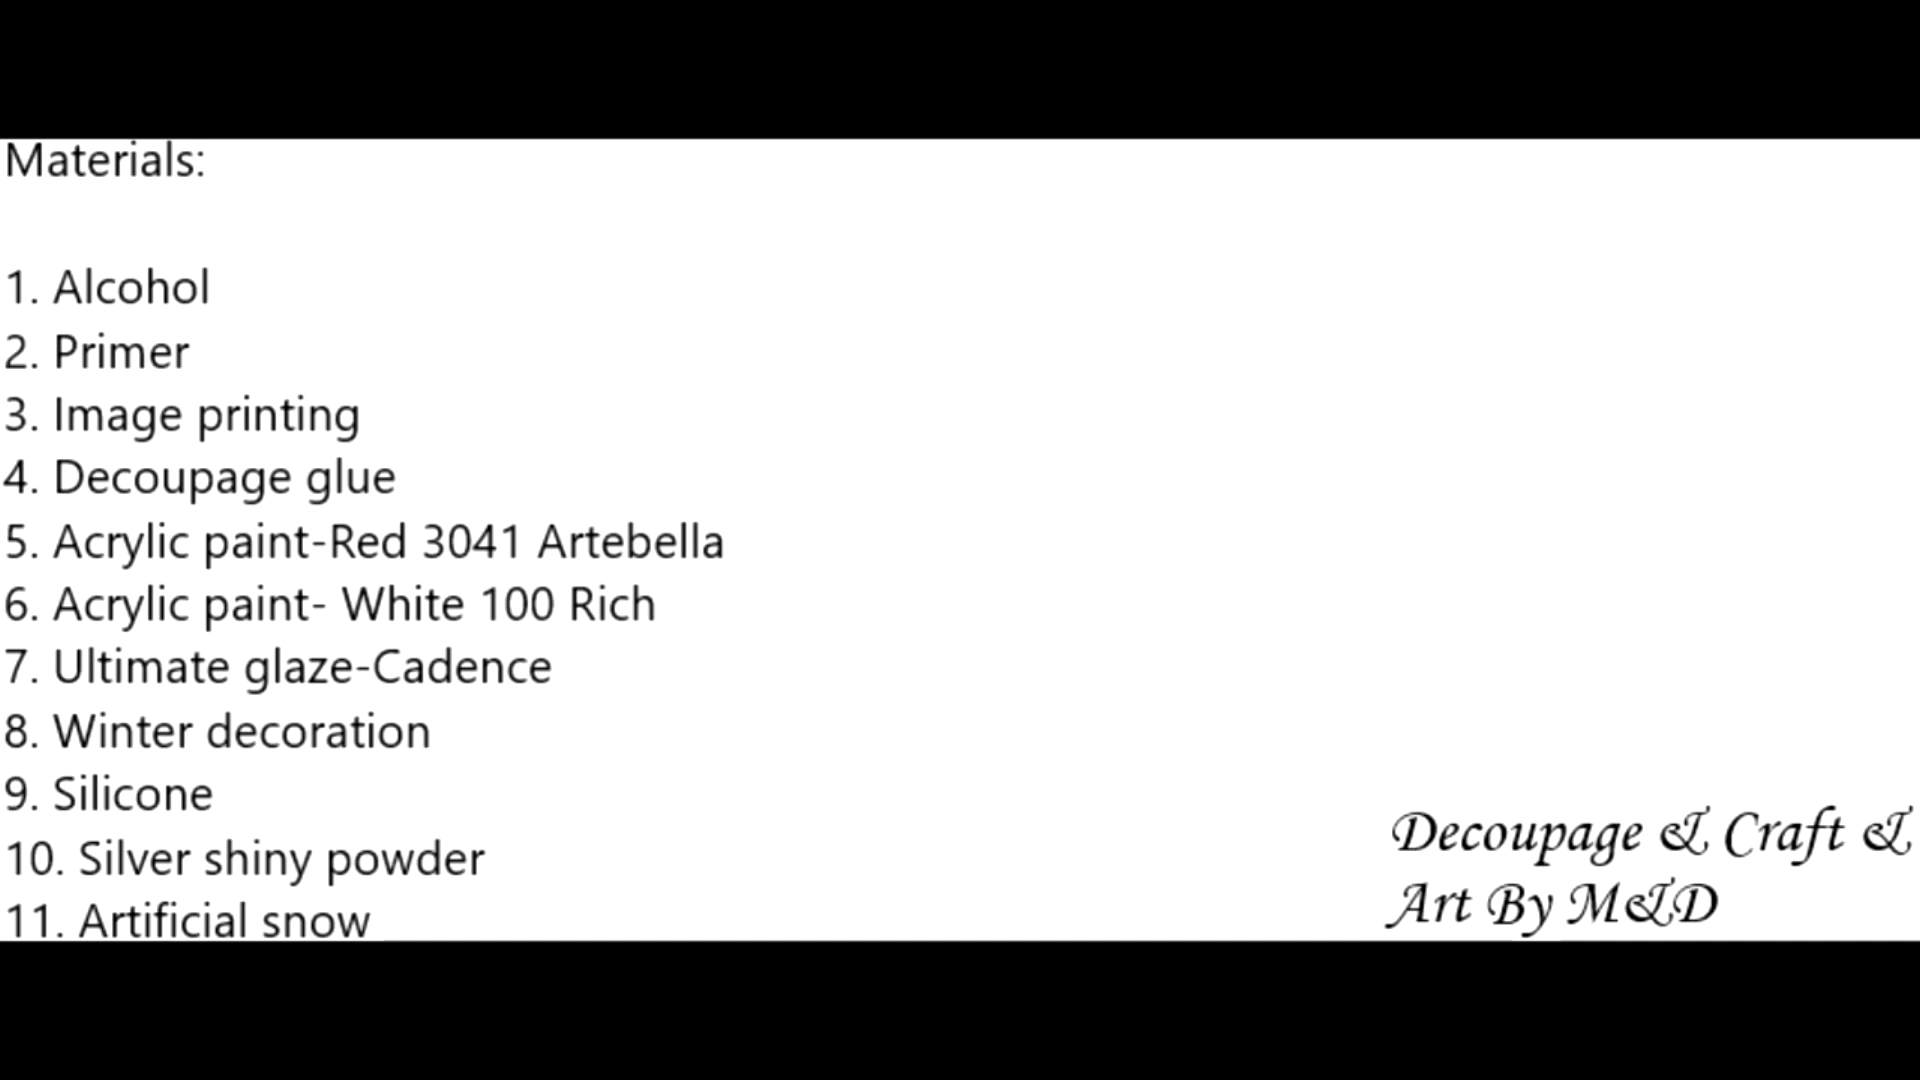 Materials:
1. Alcohol
2. Primer
3. Image printing
4. Decoupage glue
5. Acrylic paint-Red 3041 Artebella
6. Acrylic paint- White 100 Rich
7. Ultimate glaze-Cadence
8. Winter decoration
9. Silicone
10. Silver shiny powder
11. Artificial snow
Decoupage & Craft &
Art By M&D